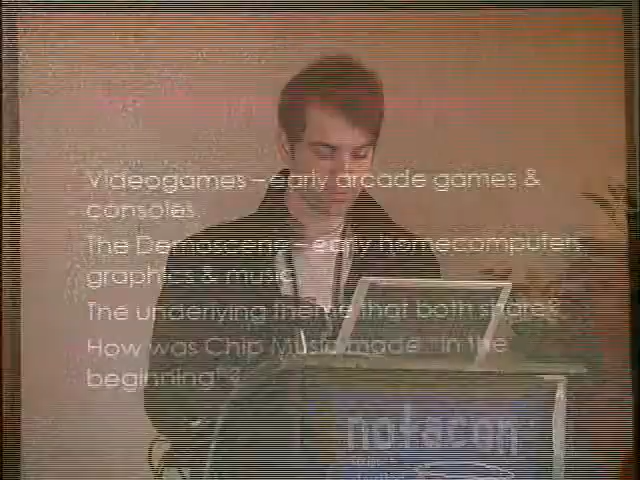 Videogames – early arcade games &
consoles.
The Demoscene – early homecomputer
graphics & music
The underlying theme that both share
How was Chip Music made "in the
beginning"?
notacon